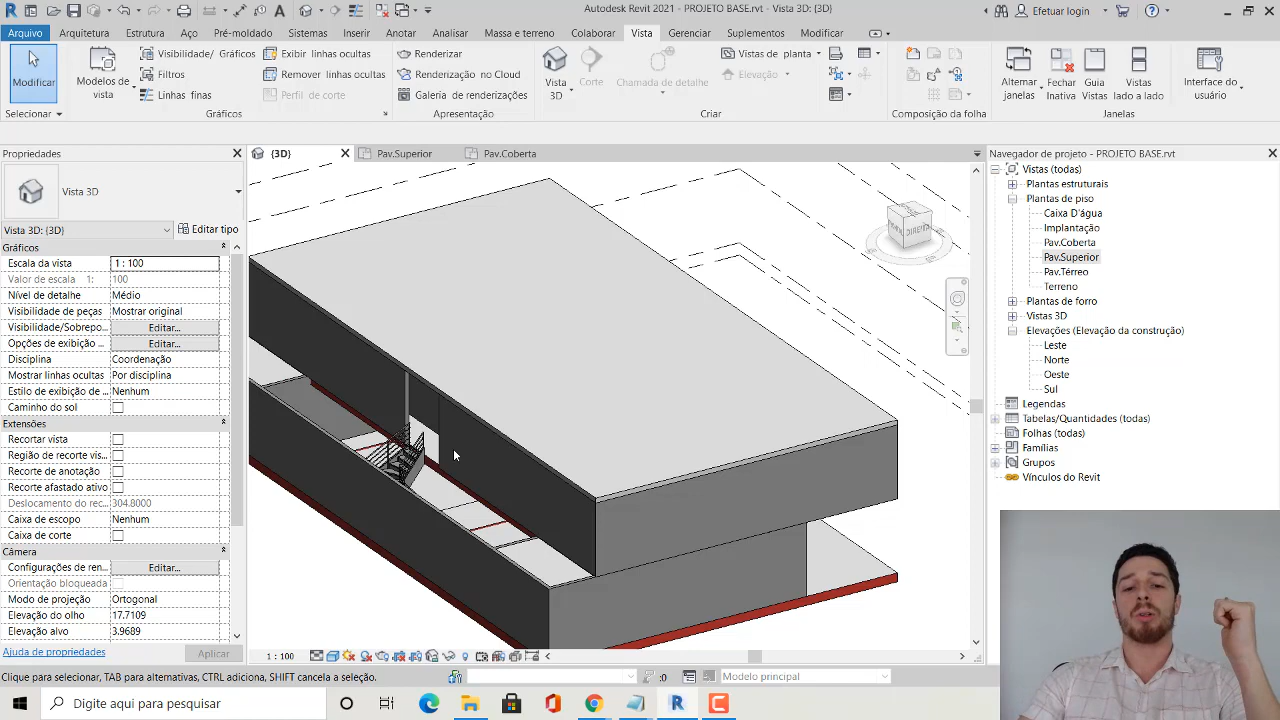 Autodesk Revit 2021 - PROJETO BASE.rvt - Vista 3D: {3D}
Efetuar login
Arquivo Arquitetura Estrutura Aço Pré-moldado Sistemas Inserir Anotar Analisar Massa e terreno Colaborar Vista Gerenciar Suplementos Modificar
Modificar
Selecionar
Modelos de vista
Visibilidade/ Gráficos
Filtros
Linhas finas
Exibir linhas ocultas
Remover linhas ocultas
Perfil de corte
Gráficos
Renderizar
Renderização no Cloud
Galeria de renderizações
Apresentação
Vista 3D
Corte
Chamada de detalhe
Vistas de planta
Elevação
Criar
Composição da folha
Alternar janelas
Fechar Inativa
Guia Vistas
Vistas lado a lado
Janelas
Interface do usuário
Propriedades
{3D}
Pav.Superior
Pav.Coberta
Navegador de projeto - PROJETO BASE.rvt
Vista 3D
Vista 3D: {3D}
Editar tipo
Gráficos
Escala da vista 1 : 100
Valor de escala 1: 100
Nível de detalhe Médio
Visibilidade de peças Mostrar original
Visibilidade/Sobrepo... Editar...
Opções de exibição ... Editar...
Disciplina Coordenação
Mostrar linhas ocultas Por disciplina
Estilo de exibição de ... Nenhum
Caminho do sol
Extensões
Recortar vista
Região de recorte vis...
Recorte de anotação
Recorte afastado ativo
Deslocamento do rec... 304.8000
Caixa de escopo Nenhum
Caixa de corte
Câmera
Configurações de ren... Editar...
Orientação bloqueada
Modo de projeção Ortogonal
Elevação do olho 17.7109
Elevação alvo 3.9689
Ajuda de propriedades
Aplicar
DIREITA
Vistas (todas)
Plantas estruturais
Plantas de piso
Caixa D'água
Implantação
Pav.Coberta
Pav.Superior
Pav.Térreo
Terreno
Plantas de forro
Vistas 3D
Elevações (Elevação da construção)
Leste
Norte
Oeste
Sul
Legendas
Tabelas/Quantidades (todas)
Folhas (todas)
Famílias
Grupos
Vínculos do Revit
1 : 100
Clique para selecionar, TAB para alternativas, CTRL adiciona, SHIFT cancela a seleção.
:0
Modelo principal
Digite aqui para pesquisar